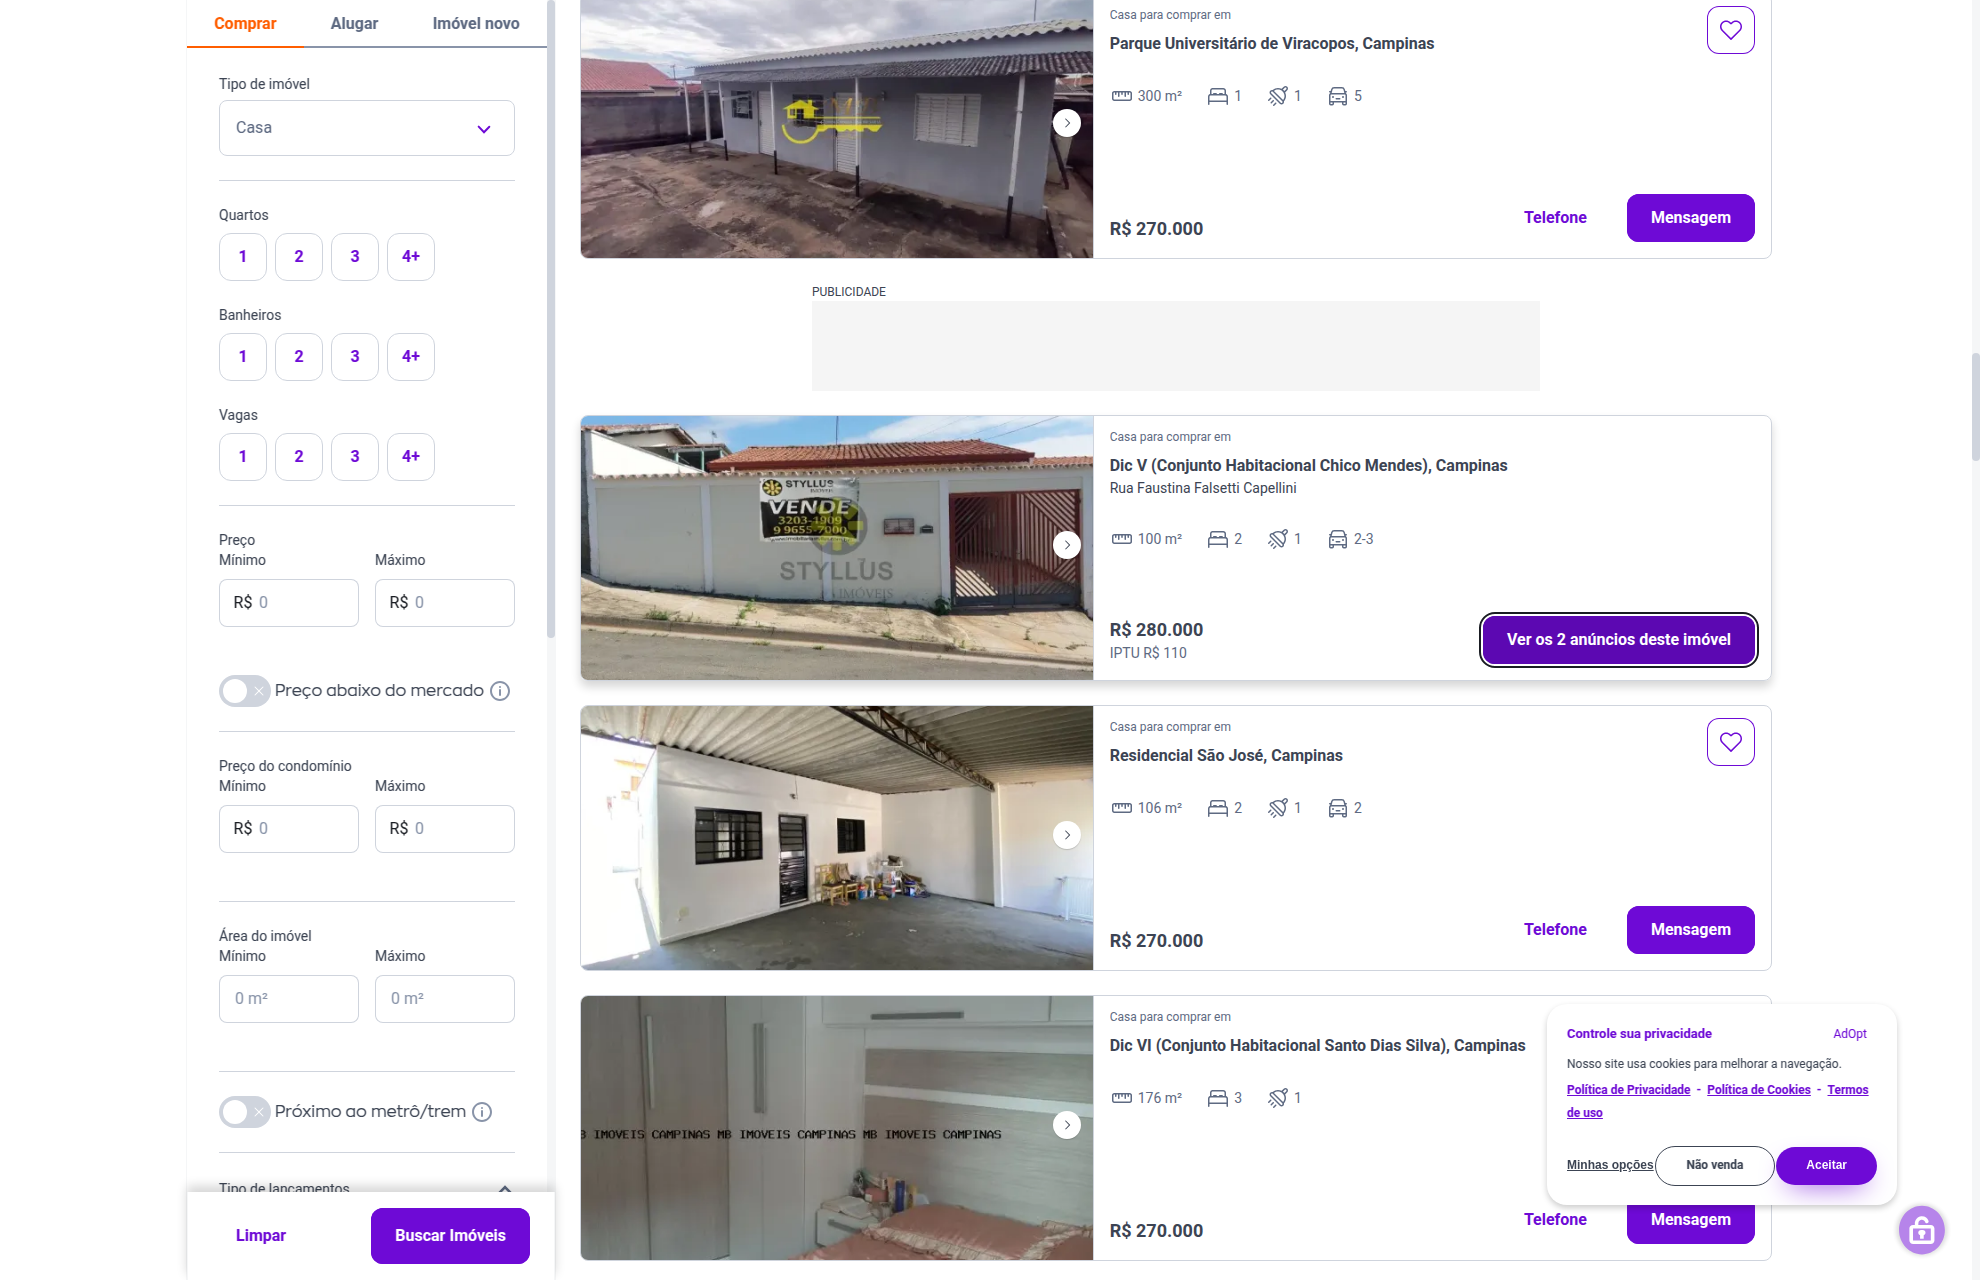 Comprar
Alugar
Imóvel novo
Tipo de imóvel
Casa
Quartos
1
2
3
4+
Banheiros
1
2
3
4+
Vagas
1
2
3
4+
Preço
Mínimo
Máximo
R$ 0
R$ 0
Preço abaixo do mercado
Preço do condomínio
Mínimo
Máximo
R$ 0
R$ 0
Área do imóvel
Mínimo
Máximo
0 m²
0 m²
Próximo ao metrô/trem
Tipo de lançamentos
Limpar
Buscar Imóveis
Casa para comprar em
Parque Universitário de Viracopos, Campinas
300 m²
1
1
5
R$ 270.000
Telefone
Mensagem
PUBLICIDADE
STYLLUS
VENDE
3203-4909
9 9655-7000
STYLLUS
IMÓVEIS
Casa para comprar em
Dic V (Conjunto Habitacional Chico Mendes), Campinas
Rua Faustina Falsetti Capellini
100 m²
2
1
2-3
R$ 280.000
IPTU R$ 110
Ver os 2 anúncios deste imóvel
Casa para comprar em
Residencial São José, Campinas
106 m²
2
1
2
R$ 270.000
Telefone
Mensagem
IMOVEIS CAMPINAS MB IMOVEIS CAMPINAS MB IMOVEIS CAMPINAS
Casa para comprar em
Dic VI (Conjunto Habitacional Santo Dias Silva), Campinas
176 m²
3
1
R$ 270.000
Telefone
Mensagem
Controle sua privacidade
AdOpt
Nosso site usa cookies para melhorar a navegação.
Política de Privacidade - Política de Cookies - Termos
de uso
Minhas opções
Não venda
Aceitar